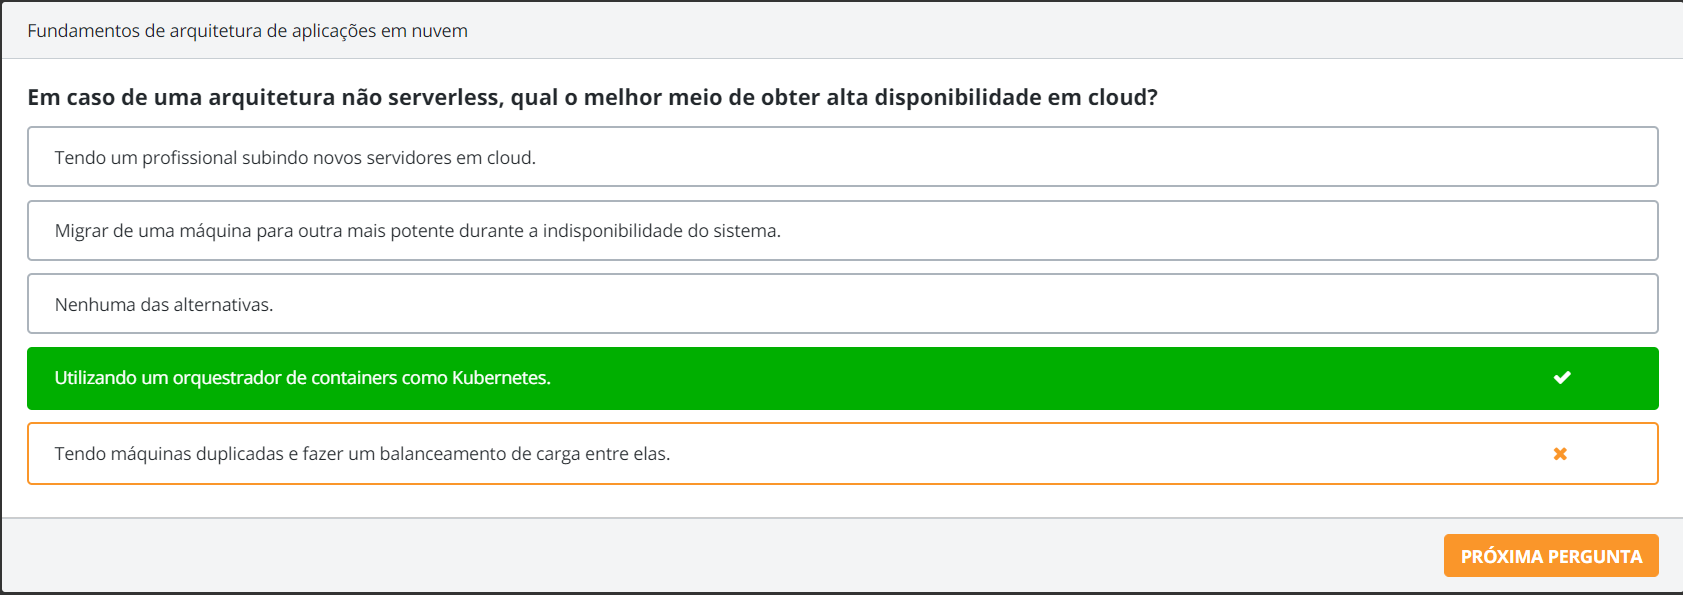 Fundamentos de arquitetura de aplicações em nuvem
Em caso de uma arquitetura não serverless, qual o melhor meio de obter alta disponibilidade em cloud?
Tendo um profissional subindo novos servidores em cloud.
Migrar de uma máquina para outra mais potente durante a indisponibilidade do sistema.
Nenhuma das alternativas.
Utilizando um orquestrador de containers como Kubernetes.
Tendo máquinas duplicadas e fazer um balanceamento de carga entre elas.
PRÓXIMA PERGUNTA